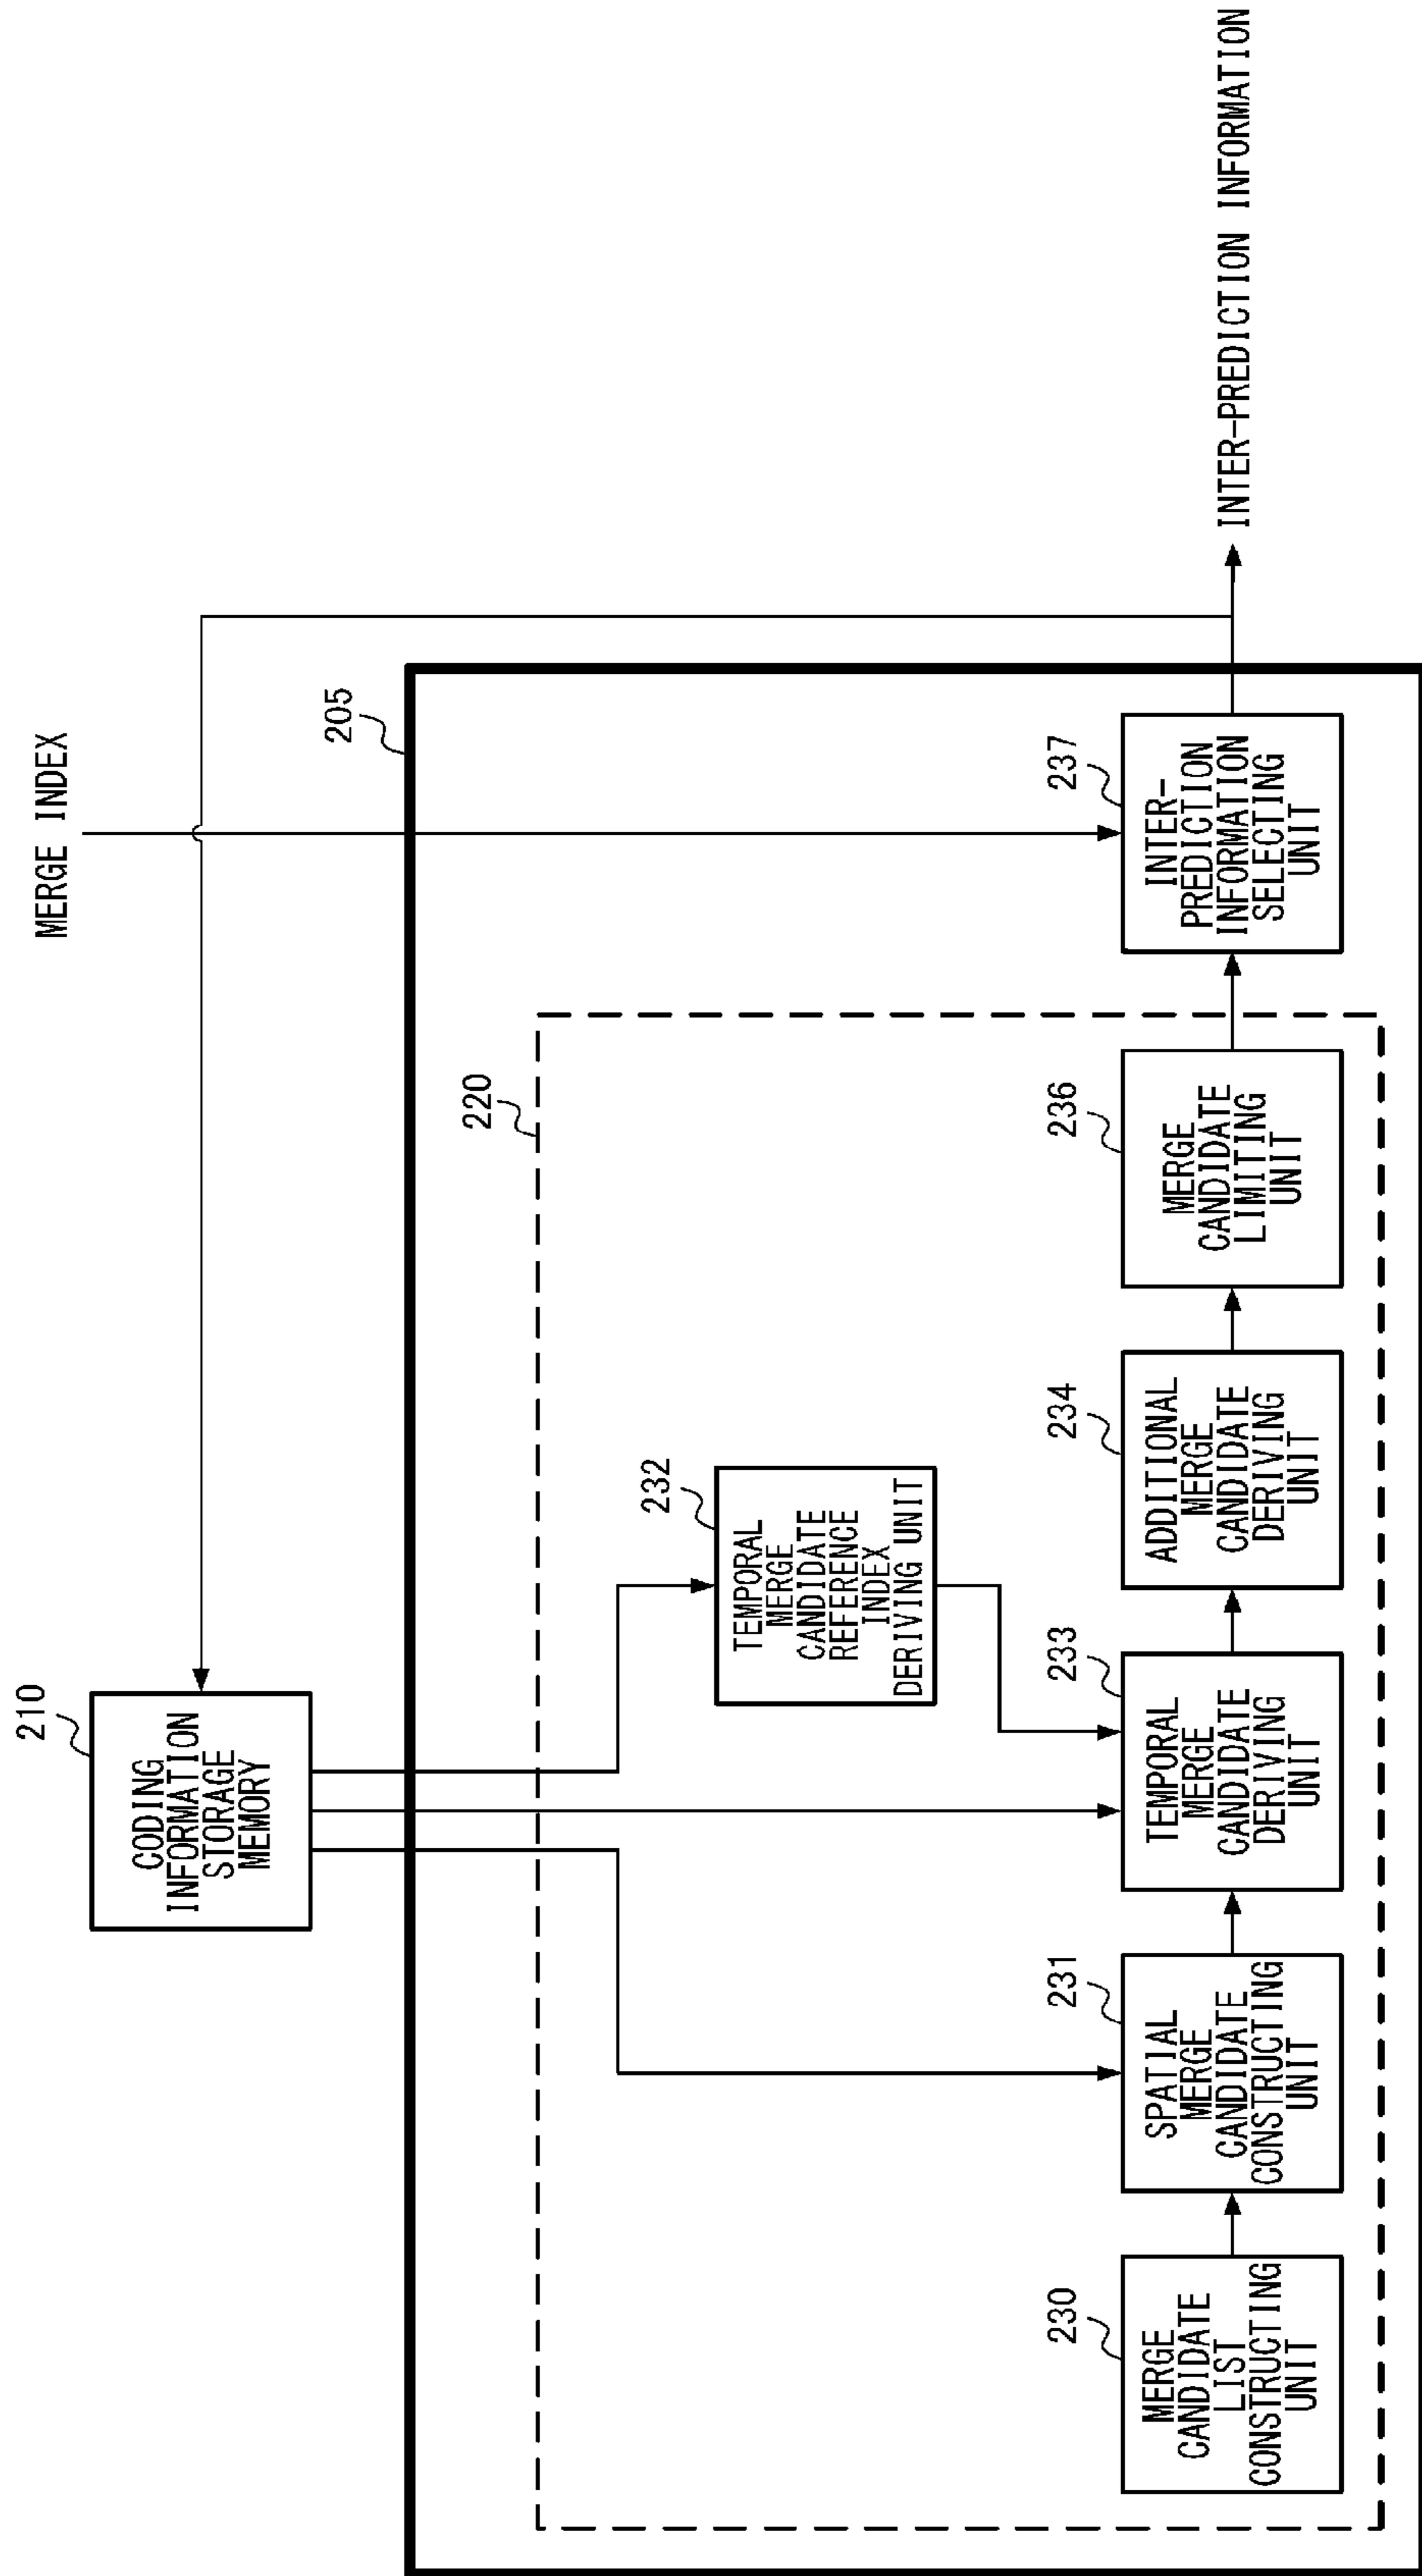 MERGE INDEX
210
CODING
INFORMATION
STORAGE
MEMORY
205
220
232
TEMPORAL
MERGE
CANDIDATE
REFERENCE
INDEX
DERIVING UNIT
230
MERGE
CANDIDATE
LIST
CONSTRUCTING
UNIT
231
SPATIAL
MERGE
CANDIDATE
CONSTRUCTING
UNIT
233
TEMPORAL
MERGE
CANDIDATE
DERIVING
UNIT
234
ADDITIONAL
MERGE
CANDIDATE
DERIVING
UNIT
236
MERGE
CANDIDATE
LIMITING
UNIT
237
INTER-
PREDICTION
INFORMATION
SELECTING
UNIT
INTER-PREDICTION INFORMATION